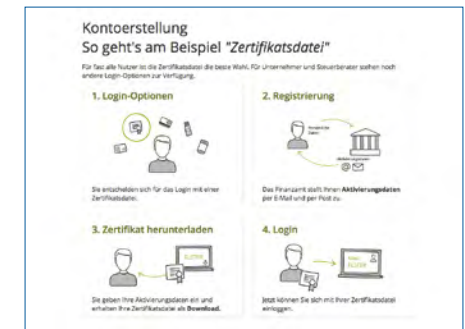 Kontoerstellung
So geht's am Beispiel "Zertifikatsdatei"
Für fast alle Nutzer ist die Zertifikatsdatei die beste Wahl. Für Unternehmer und Steuerberater stehen noch
andere Login-Optionen zur Verfügung.
1. Login-Optionen
Sie entscheiden sich für das Login mit einer
Zertifikatsdatei.
2. Registrierung
Persönliche
Daten
@
Das Finanzamt stellt Ihnen Aktivierungsdaten
per E-Mail und per Post zu.
3. Zertifikat herunterladen
ELSTER
Sie geben Ihre Aktivierungsdaten ein und
erhalten Ihre Zertifikatsdatei als Download.
4. Login
ELSTER
Jetzt können Sie sich mit Ihrer Zertifikatsdatei
einloggen.